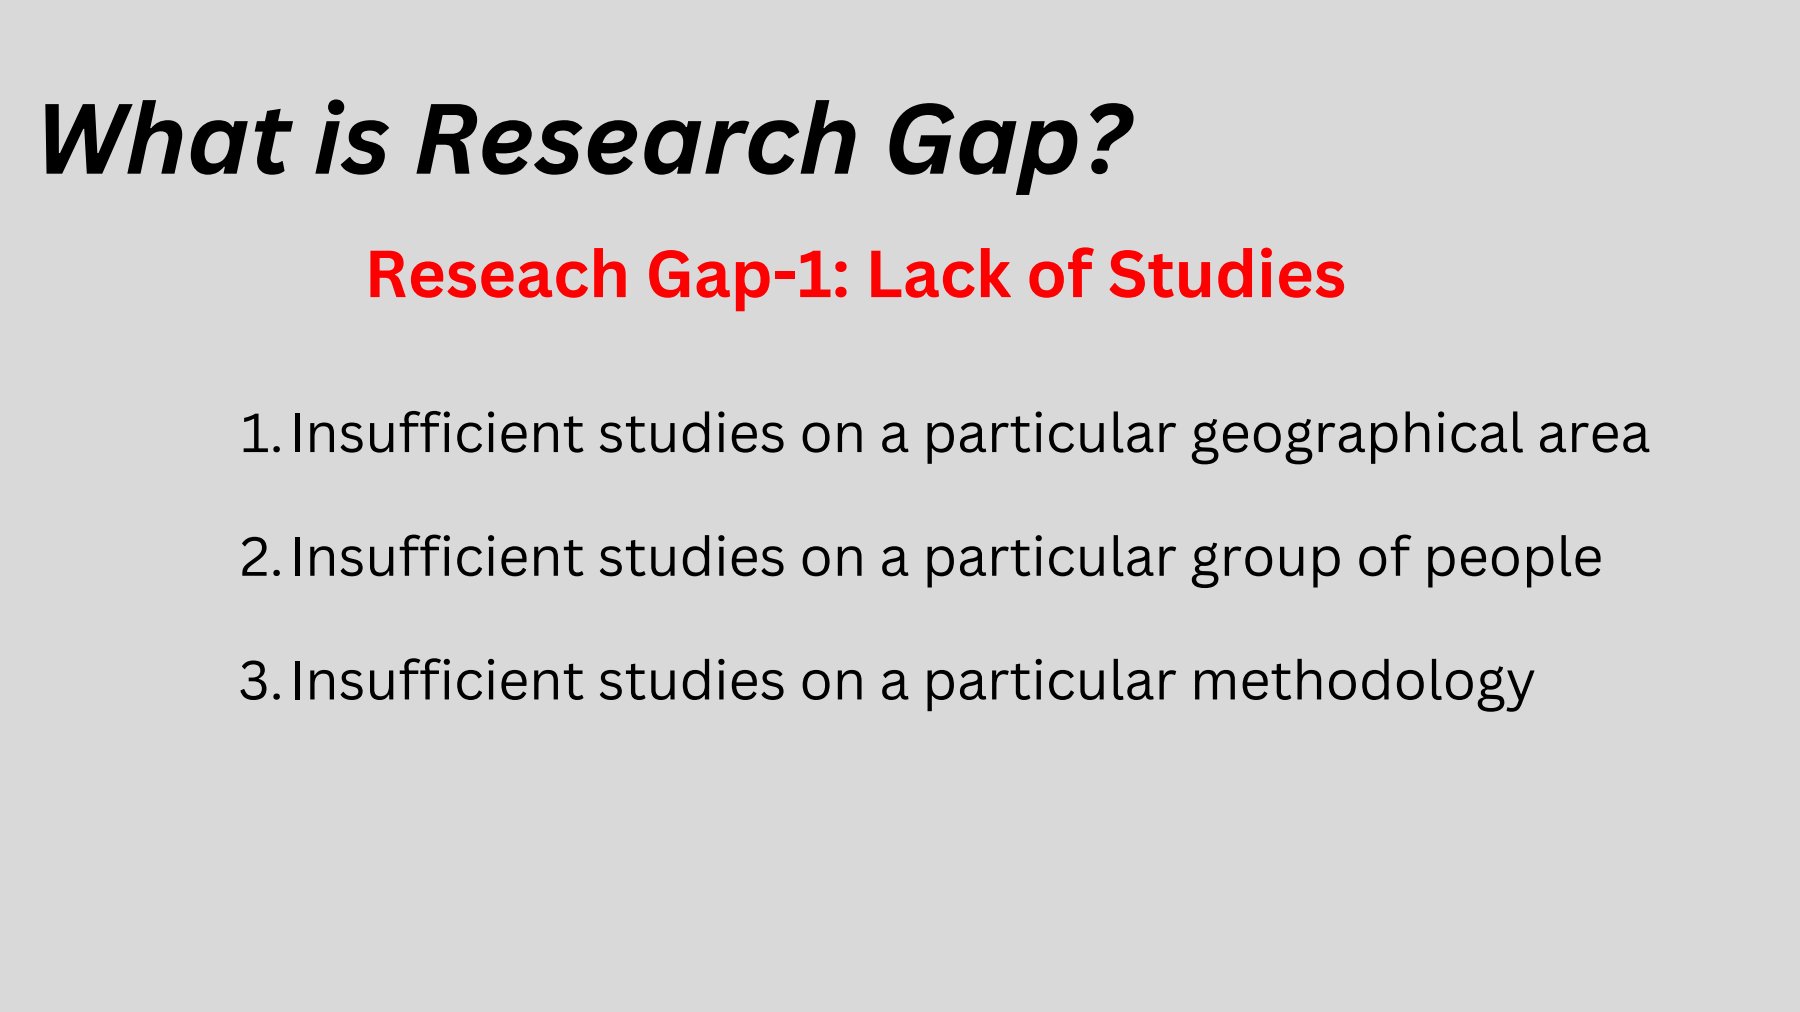 What is Research Gap?
Reseach Gap-1: Lack of Studies
1. Insufficient studies on a particular geographical area
2. Insufficient studies on a particular group of people
3. Insufficient studies on a particular methodology